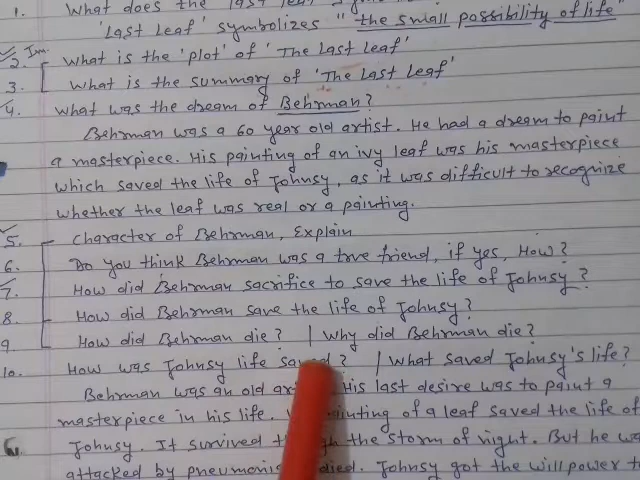 1. What does the last leaf
'Last Leaf' symbolizes "the small possibility of life"
2. Imp. What is the 'plot' of 'The Last Leaf'
3. What is the summary of 'The Last Leaf'
4. What was the dream of Behrman?
Behrman was a 60 year old artist. He had a dream to paint
a masterpiece. His painting of an ivy leaf was his masterpiece
which saved the life of Johnsy, as it was difficult to recognize
whether the leaf was real or a painting.
5. Character of Behrman, Explain
6. Do you think Behrman was a true friend, if yes, How?
7. How did Behrman sacrifice to save the life of Johnsy?
8. How did Behrman save the life of Johnsy?
9. How did Behrman die? | Why did Behrman die?
10. How was Johnsy life saved? | What saved Johnsy's life?
Behrman was an old His last desire was to paint a
masterpiece in his life. painting of a leaf saved the life of
Johnsy. It survived the storm of night. But he was
attacked by died. Johnsy got the will power to